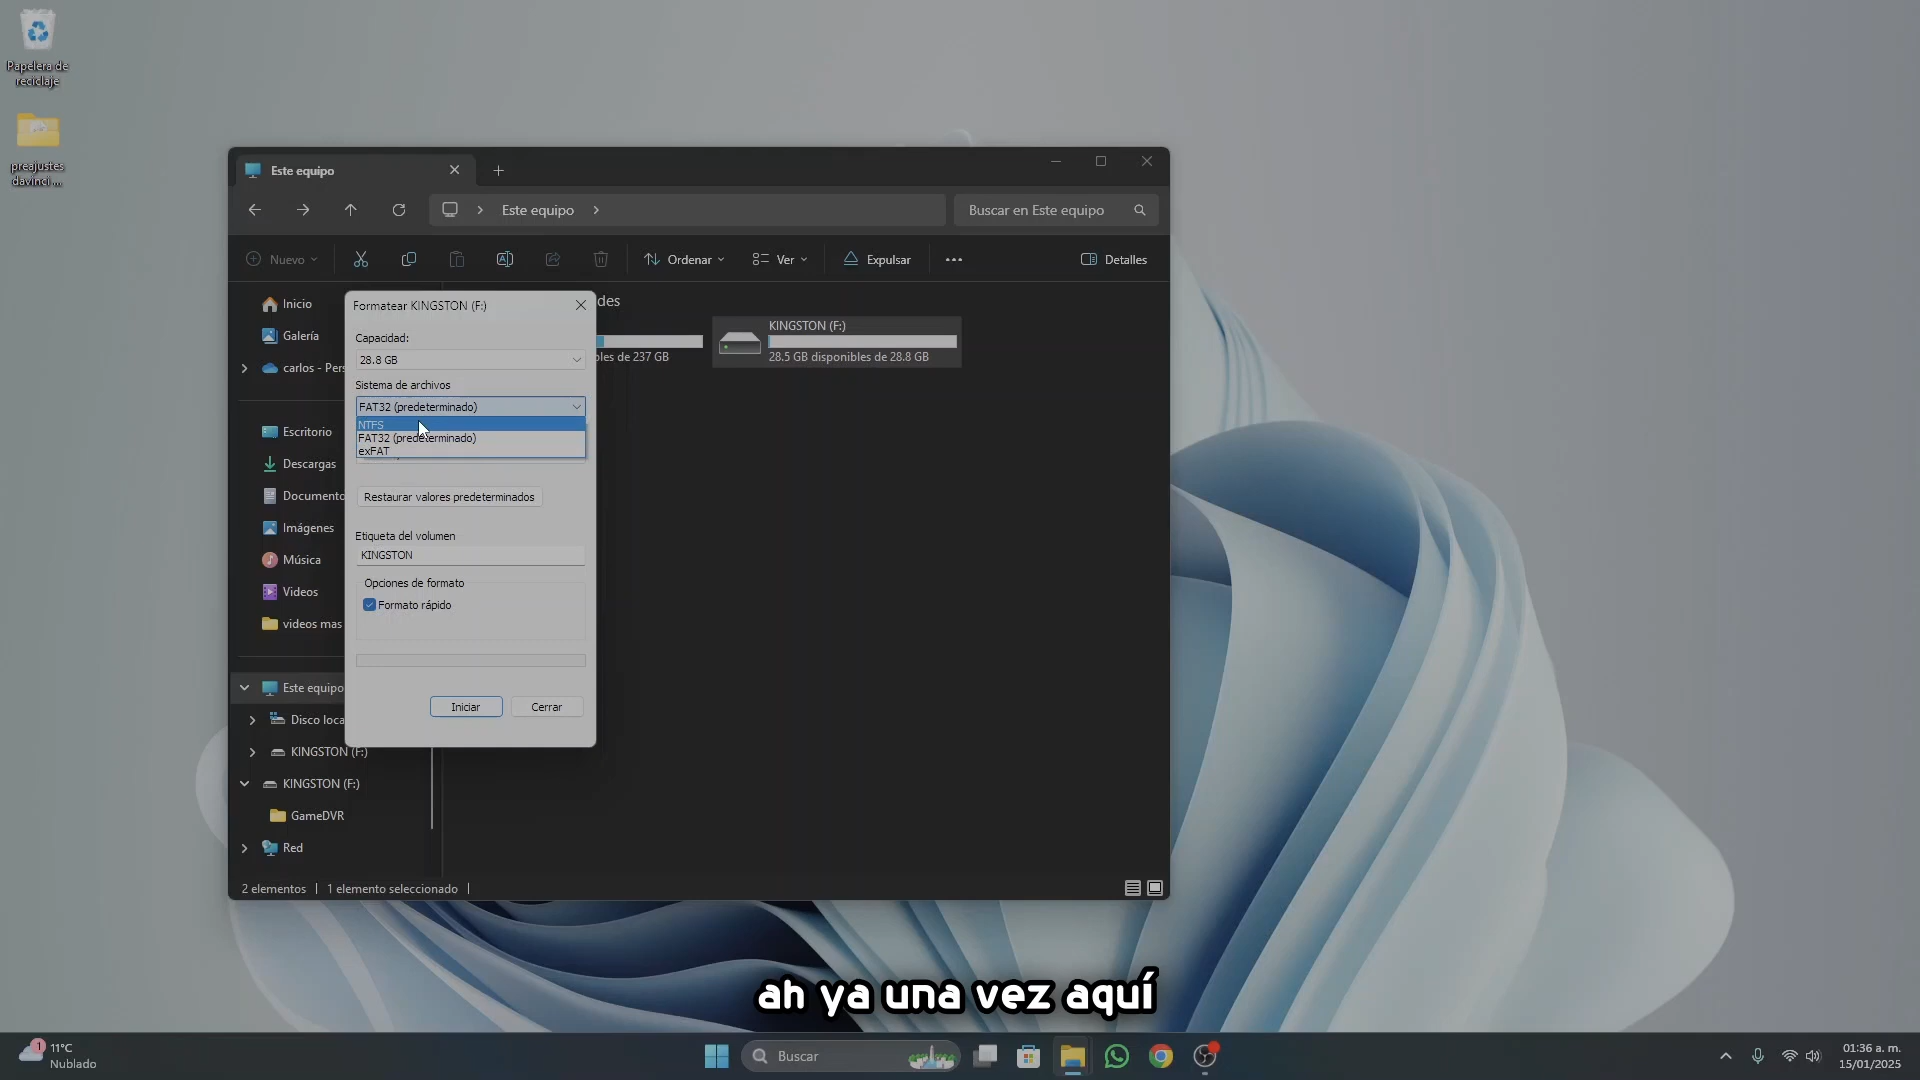 Papelera de
reciclaje
preajustes
davinci ...
Este equipo
Este equipo
Buscar en Este equipo
Nuevo
Ordenar
Ver
Expulsar
Detalles
Inicio
Galería
carlos - Pers
Escritorio
Descargas
Documento
Imágenes
Música
Videos
videos mas
Este equipo
Disco loca
KINGSTON (F:)
KINGSTON (F:)
GameDVR
Red
des
bles de 237 GB
KINGSTON (F:)
28.5 GB disponibles de 28.8 GB
Formatear KINGSTON (F:)
Capacidad:
28.8 GB
Sistema de archivos
FAT32 (predeterminado)
NTFS
FAT32 (predeterminado)
exFAT
Restaurar valores predeterminados
Etiqueta del volumen
KINGSTON
Opciones de formato
Formato rápido
Iniciar
Cerrar
2 elementos
1 elemento seleccionado
ah ya una vez aquí
1
11°C
Nublado
Buscar
01:36 a. m.
15/01/2025